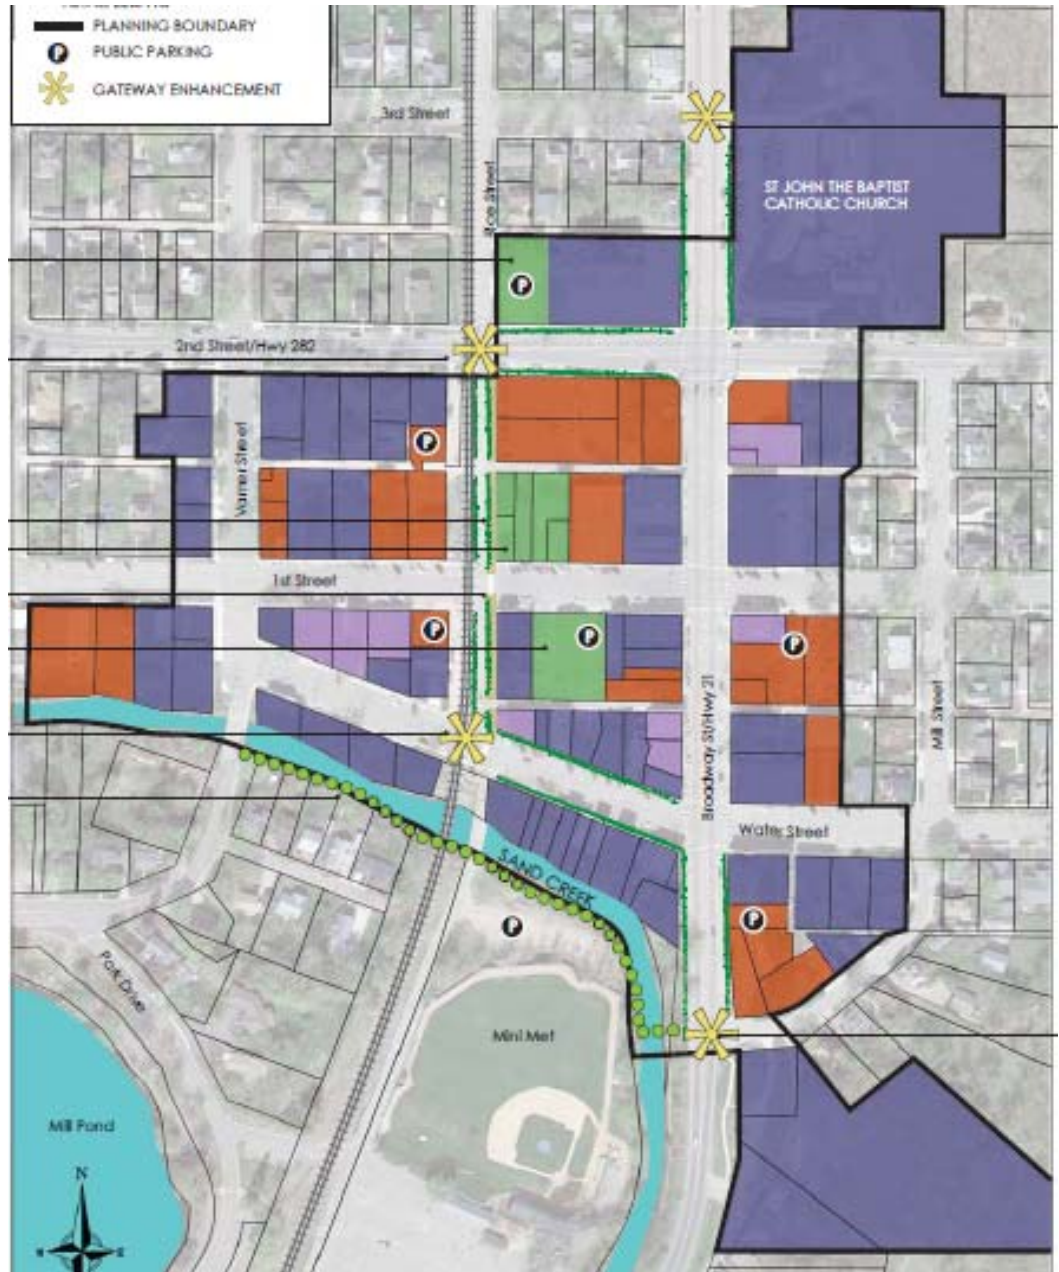 PLANNING BOUNDARY
P PUBLIC PARKING
GATEWAY ENHANCEMENT
3rd Street
Rice Street
ST JOHN THE BAPTIST
CATHOLIC CHURCH
P
2nd Street/Hwy 282
P
Varner Street
1st Street
P
P
P
Broadway St/Hwy 21
Mill Street
Water Street
SAND CREEK
P
P
Park Drive
Mini Met
Mill Pond
N